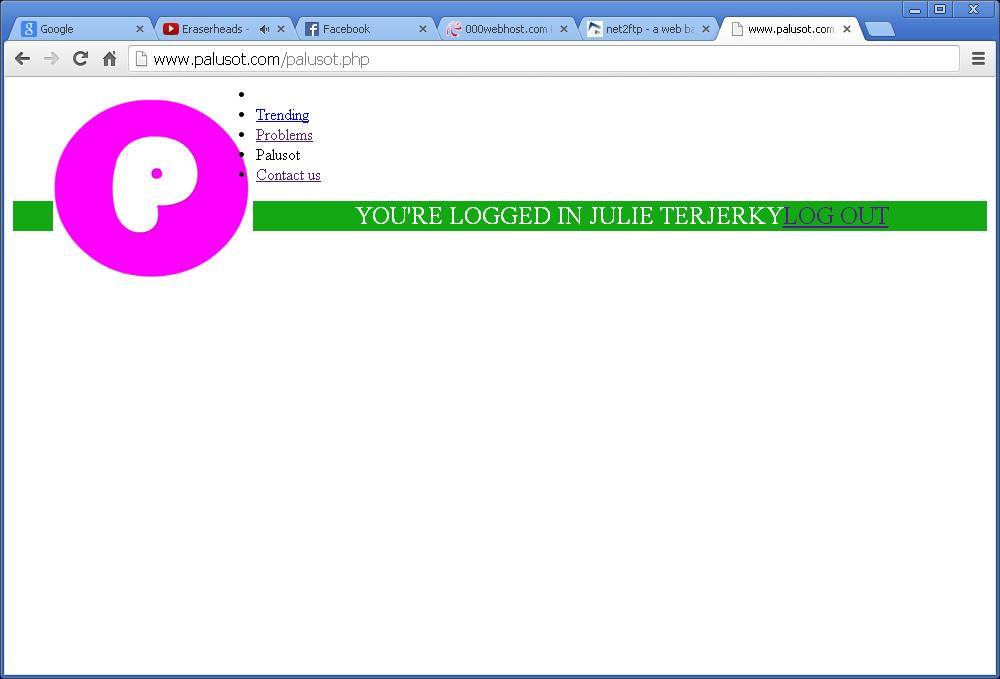 Google
Eraserheads -
Facebook
000webhost.com
net2ftp - a web ba
www.palusot.com
www.palusot.com/palusot.php
P
Trending
Problems
Palusot
Contact us
YOU'RE LOGGED IN JULIE TERJERKYLOG OUT